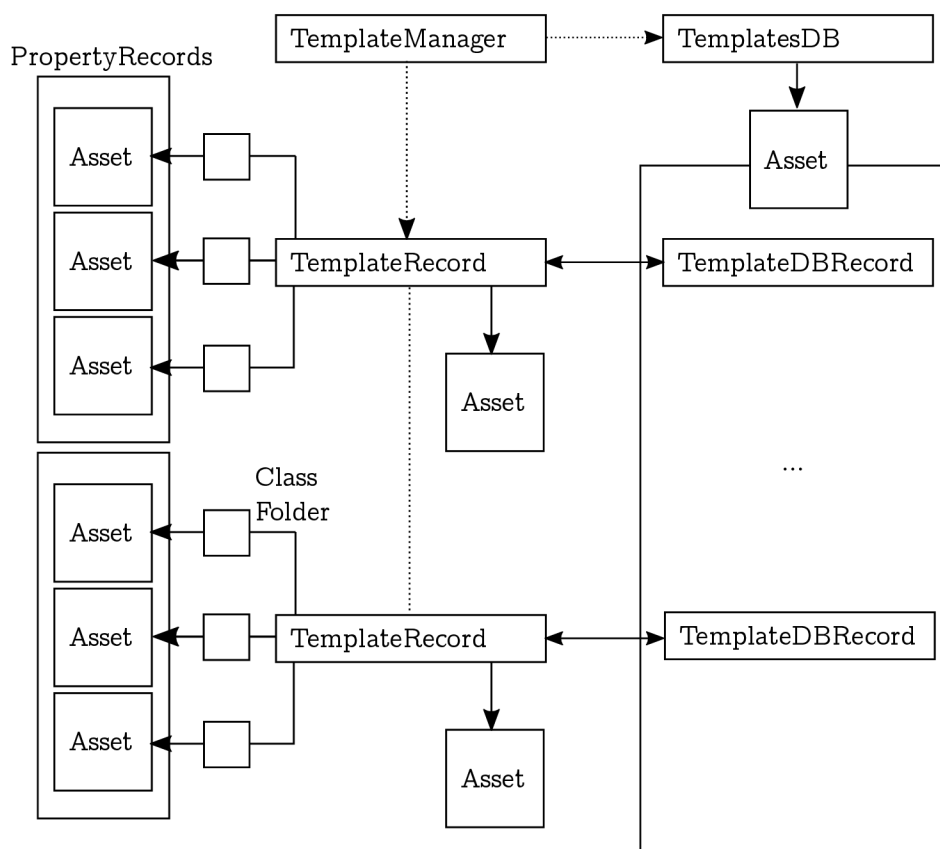 TemplateManager
TemplatesDB
PropertyRecords
Asset
Asset
TemplateRecord
TemplateDBRecord
Asset
Asset
Asset
...
Class
Folder
Asset
TemplateRecord
TemplateDBRecord
Asset
Asset
Asset